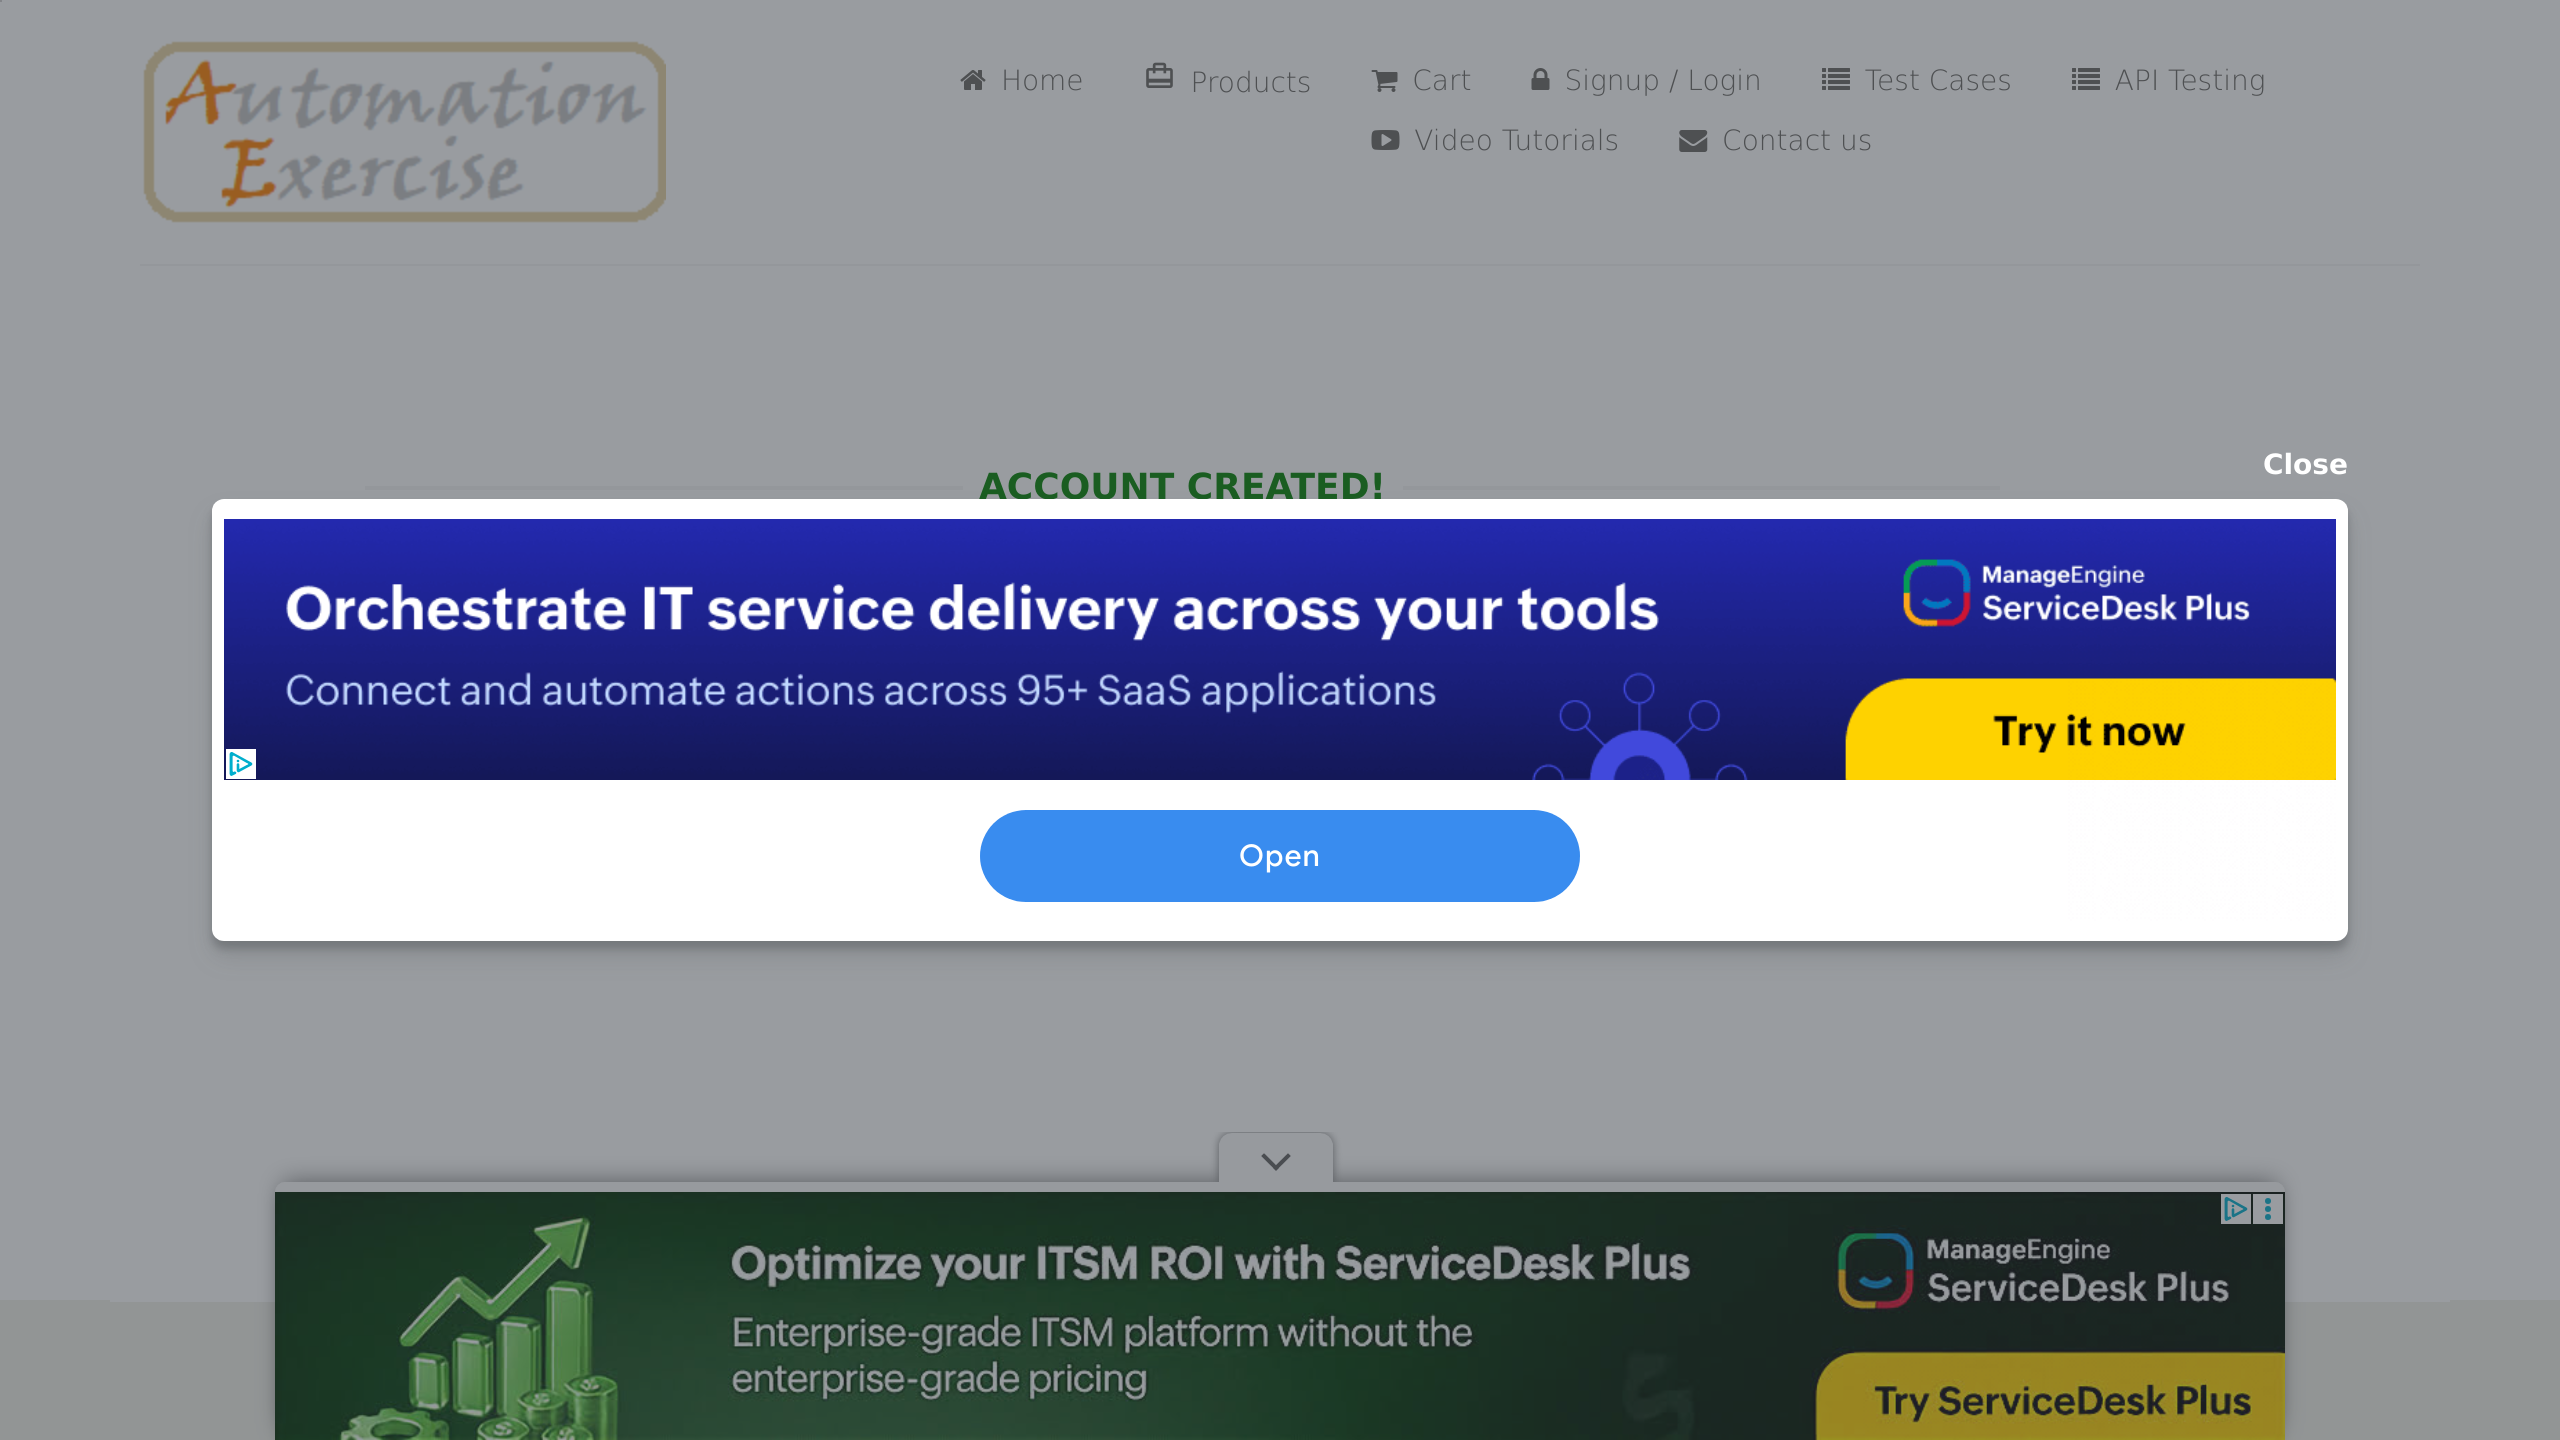 Automation
Exercise
Home
Products
Cart
Signup / Login
Test Cases
API Testing
Video Tutorials
Contact us
Close
ACCOUNT CREATED!
Orchestrate IT service delivery across your tools
Connect and automate actions across 95+ SaaS applications
ManageEngine
ServiceDesk Plus
Try it now
Open
Optimize your ITSM ROI with ServiceDesk Plus
Enterprise-grade ITSM platform without the
enterprise-grade pricing
ManageEngine
ServiceDesk Plus
Try ServiceDesk Plus